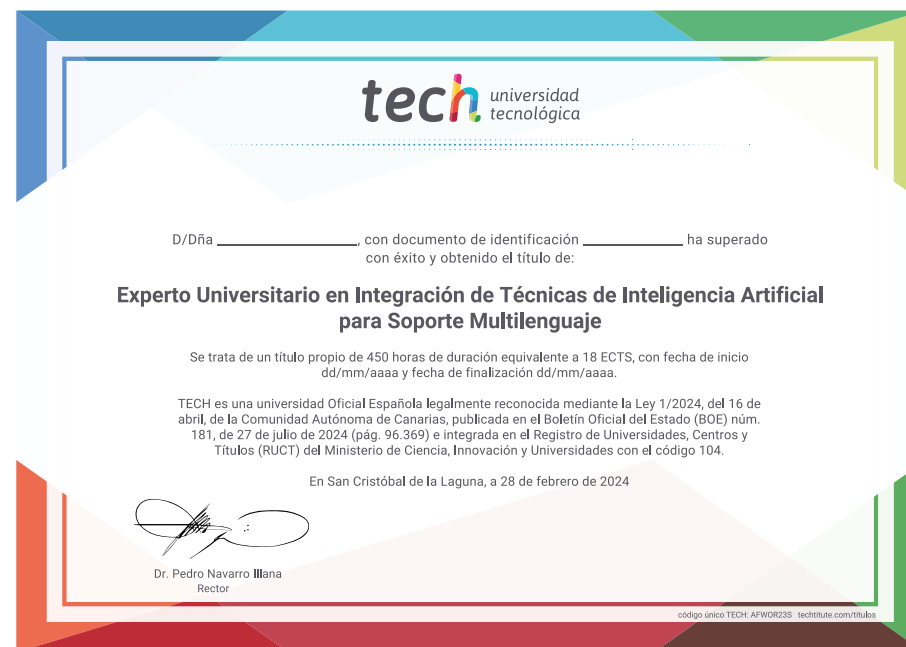 tech universidad
tecnológica
D/Dña ____________________, con documento de identificación ______________ ha superado
con éxito y obtenido el título de:
Experto Universitario en Integración de Técnicas de Inteligencia Artificial
para Soporte Multilenguaje
Se trata de un título propio de 450 horas de duración equivalente a 18 ECTS, con fecha de inicio
dd/mm/aaaa y fecha de finalización dd/mm/aaaa.
TECH es una universidad Oficial Española legalmente reconocida mediante la Ley 1/2024, del 16 de
abril, de la Comunidad Autónoma de Canarias, publicada en el Boletín Oficial del Estado (BOE) núm.
181, de 27 de julio de 2024 (pág. 96.369) e integrada en el Registro de Universidades, Centros y
Títulos (RUCT) del Ministerio de Ciencia, Innovación y Universidades con el código 104.
En San Cristóbal de la Laguna, a 28 de febrero de 2024
Dr. Pedro Navarro Illana
Rector
código único TECH: AFWOR23S techtitute.com/titulos